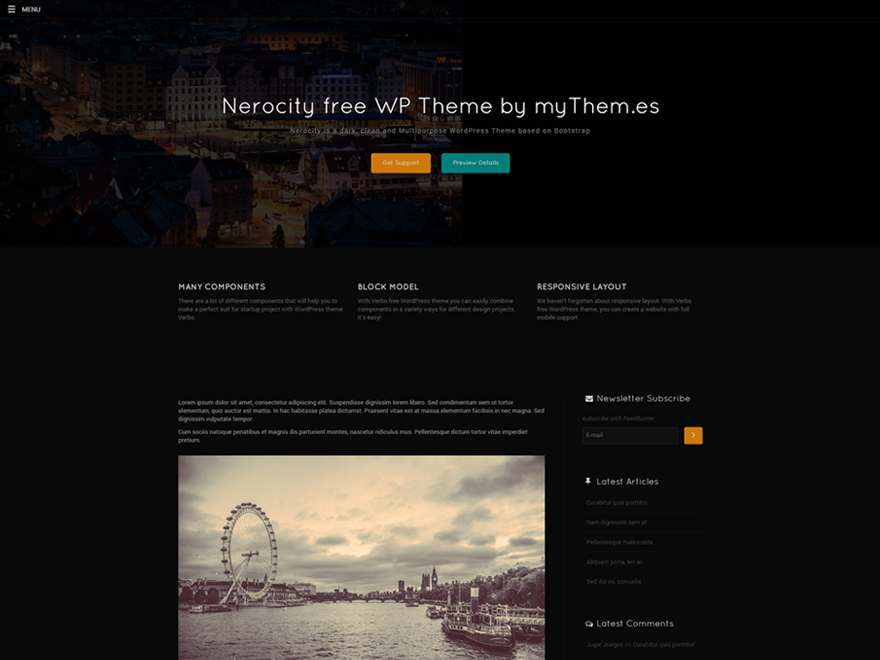 MENU
Nerocity free WP Theme by myThem.es
Nerocity is a dark, clean and Multipurpose WordPress Theme based on Bootstrap
Get Support
Preview Details
MANY COMPONENTS
There are a lot of different components that will help you to
make a perfect suit for startup project with WordPress theme
Verbo.
BLOCK MODEL
With Verbo free WordPress theme you can easily combine
components in a variety ways for different design projects.
It's easy!
RESPONSIVE LAYOUT
We haven't forgotten about responsive layout. With Verbo
free WordPress theme, you can create a website with full
mobile support.
Lorem ipsum dolor sit amet, consectetur adipiscing elit. Suspendisse dignissim lorem libero. Sed condimentum sem ut tortor
elementum, quis auctor est mattis. In hac habitasse platea dictumst. Praesent vitae est at massa elementum facilisis in nec magna. Sed
dignissim vulputate tempor.
Cum sociis natoque penatibus et magnis dis parturient montes, nascetur ridiculus mus. Pellentesque dictum tortor vitae imperdiet
pretium.
Newsletter Subscribe
subscribe with FeedBurner
E-mail
Latest Articles
Curabitur quis porttitor
Nam dignissim sem at
Pellentesque malesuada
Aliquam porta, leo ac
Sed dui mi, convallis
Latest Comments
Jugar Juegos on Curabitur quis porttitor